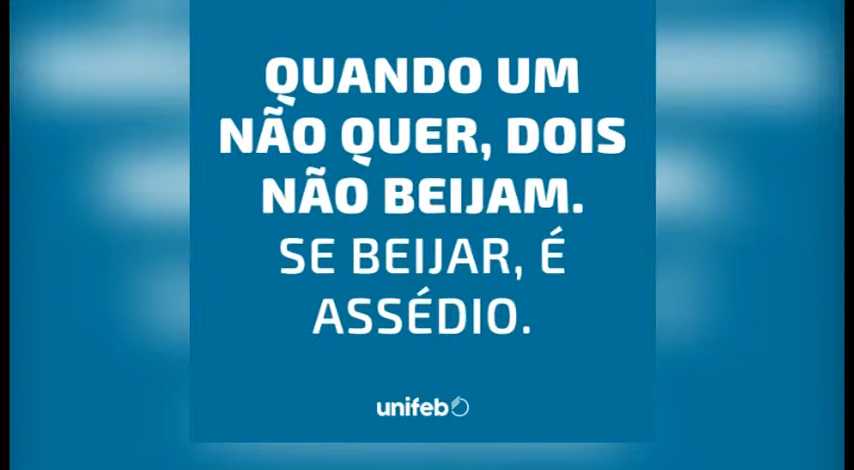 QUANDO UM
NÃO QUER, DOIS
NÃO BEIJAM.
SE BEIJAR, É
ASSÉDIO.
unifeb